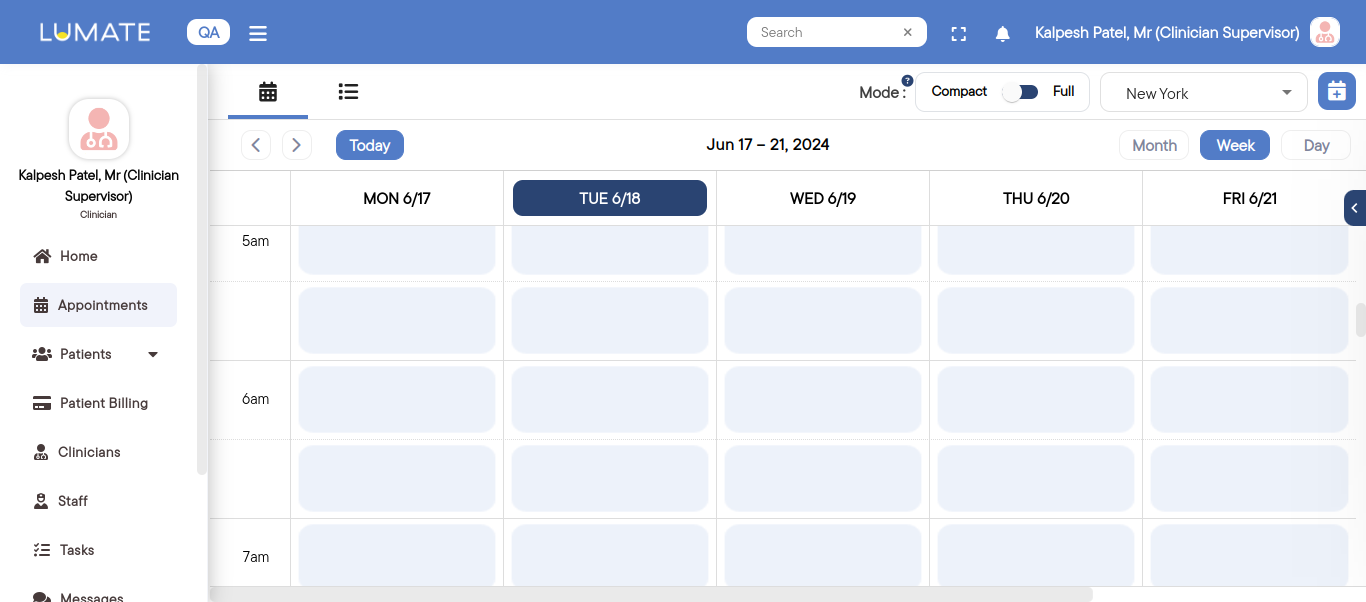 LUMATE
QA
Search
Kalpesh Patel, Mr (Clinician Supervisor)
Kalpesh Patel, Mr (Clinician
Supervisor)
Clinician
Home
Appointments
Patients
Patient Billing
Clinicians
Staff
Tasks
Messages
Mode :
?
Compact
Full
New York
Today
Jun 17 – 21, 2024
Month
Week
Day
MON 6/17
TUE 6/18
WED 6/19
THU 6/20
FRI 6/21
5am
6am
7am